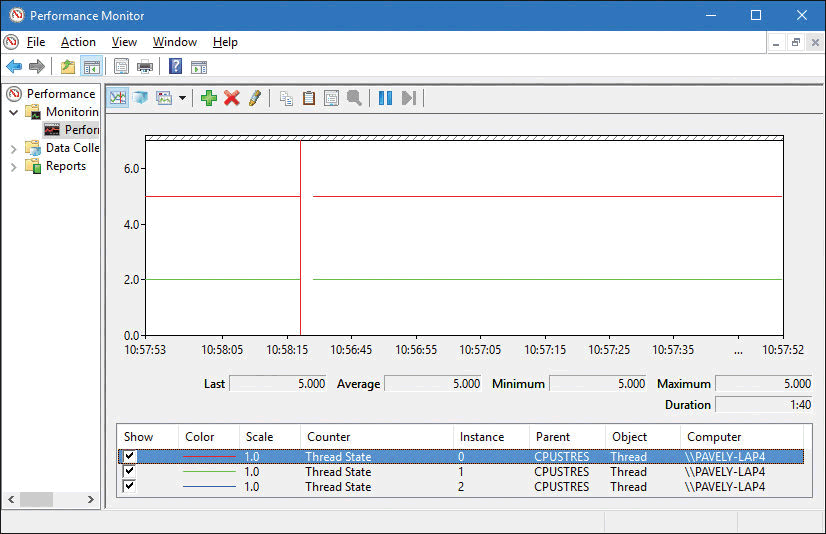 Performance Monitor
File Action View Window Help
Performance
Monitorin
Perforn
Data Colle
Reports
6.0
4.0
2.0
0.0
10:57:53 10:58:05 10:58:15 10:56:45 10:56:55 10:57:05 10:57:15 10:57:25 10:57:35 ... 10:57:52
Last 5.000 Average 5.000 Minimum 5.000 Maximum 5.000
Duration 1:40
Show Color Scale Counter Instance Parent Object Computer
1.0 Thread State 0 CPUSTRES Thread \\PAVELY-LAP4
1.0 Thread State 1 CPUSTRES Thread \\PAVELY-LAP4
1.0 Thread State 2 CPUSTRES Thread \\PAVELY-LAP4